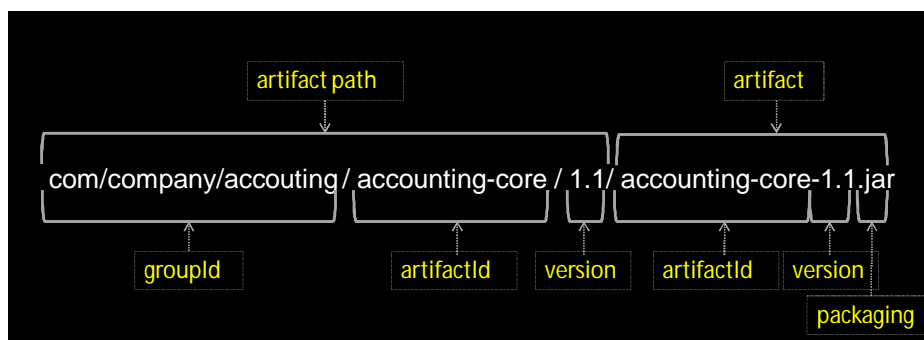 artifact path
artifact
com/company/accouting / accounting-core / 1.1/ accounting-core-1.1.jar
groupId
artifactId
version
artifactId
version
packaging